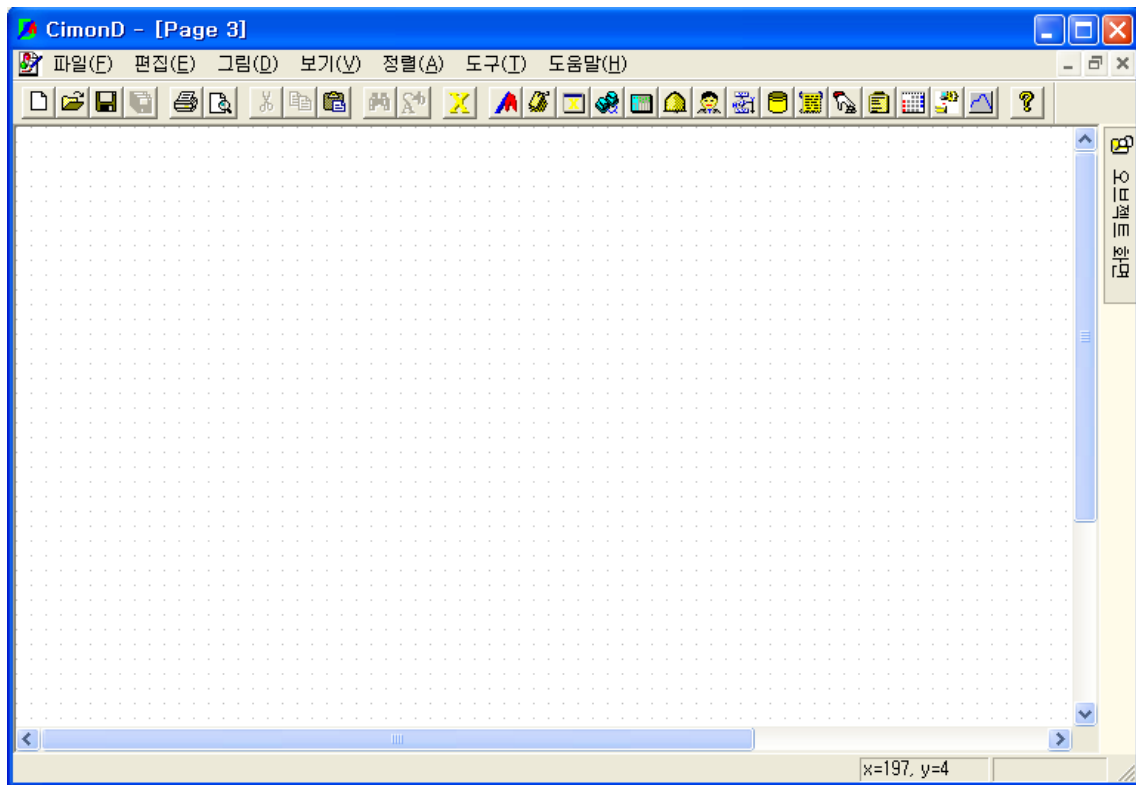 CimonD - [Page 3]
파일(F) 편집(E) 그림(D) 보기(V) 정렬(A) 도구(T) 도움말(H)
오프젝트 화면
x=197, y=4